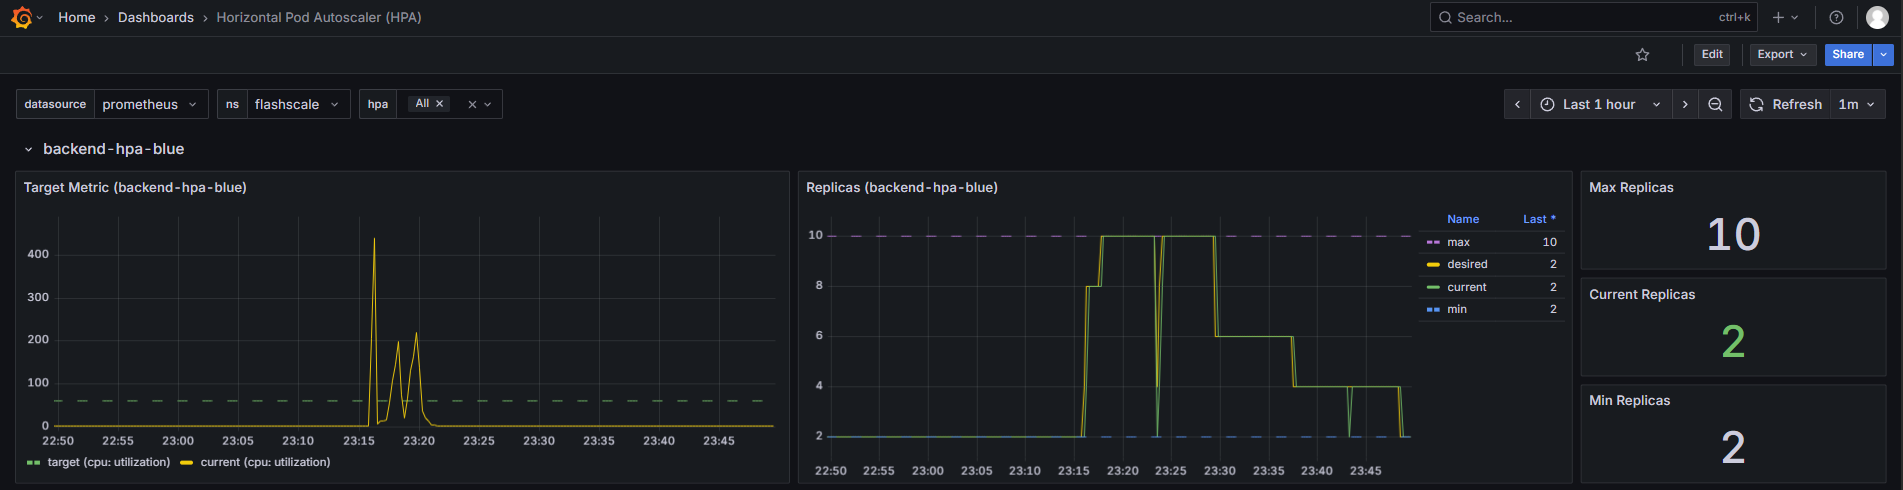 Home › Dashboards › Horizontal Pod Autoscaler (HPA)
Search... ctrl+k
Edit Export Share
datasource prometheus ns flashscale hpa All
Last 1 hour Refresh 1m
backend-hpa-blue
Target Metric (backend-hpa-blue)
400
300
200
100
0
22:50 22:55 23:00 23:05 23:10 23:15 23:20 23:25 23:30 23:35 23:40 23:45
target (cpu: utilization) current (cpu: utilization)
Replicas (backend-hpa-blue)
10
8
6
4
2
22:50 22:55 23:00 23:05 23:10 23:15 23:20 23:25 23:30 23:35 23:40 23:45
Name Last *
max 10
desired 2
current 2
min 2
Max Replicas
10
Current Replicas
2
Min Replicas
2